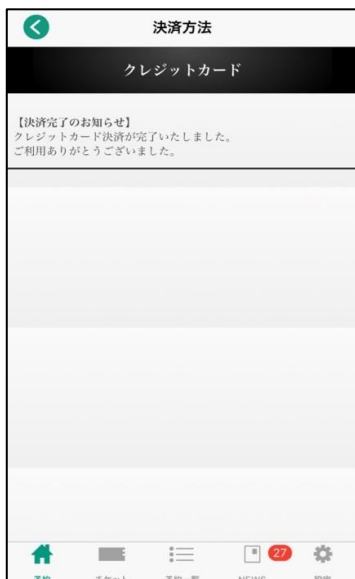 決済方法
クレジットカード
【決済完了のお知らせ】
クレジットカード決済が完了いたしました。
ご利用ありがとうございました。
27